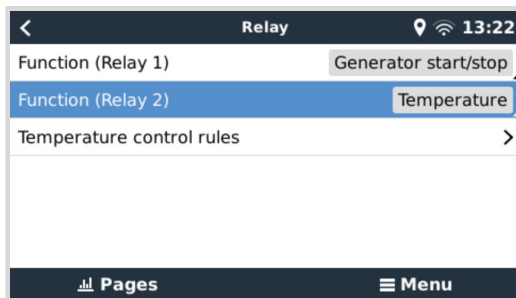 Relay 13:22
Function (Relay 1) Generator start/stop
Function (Relay 2) Temperature
Temperature control rules
Pages Menu